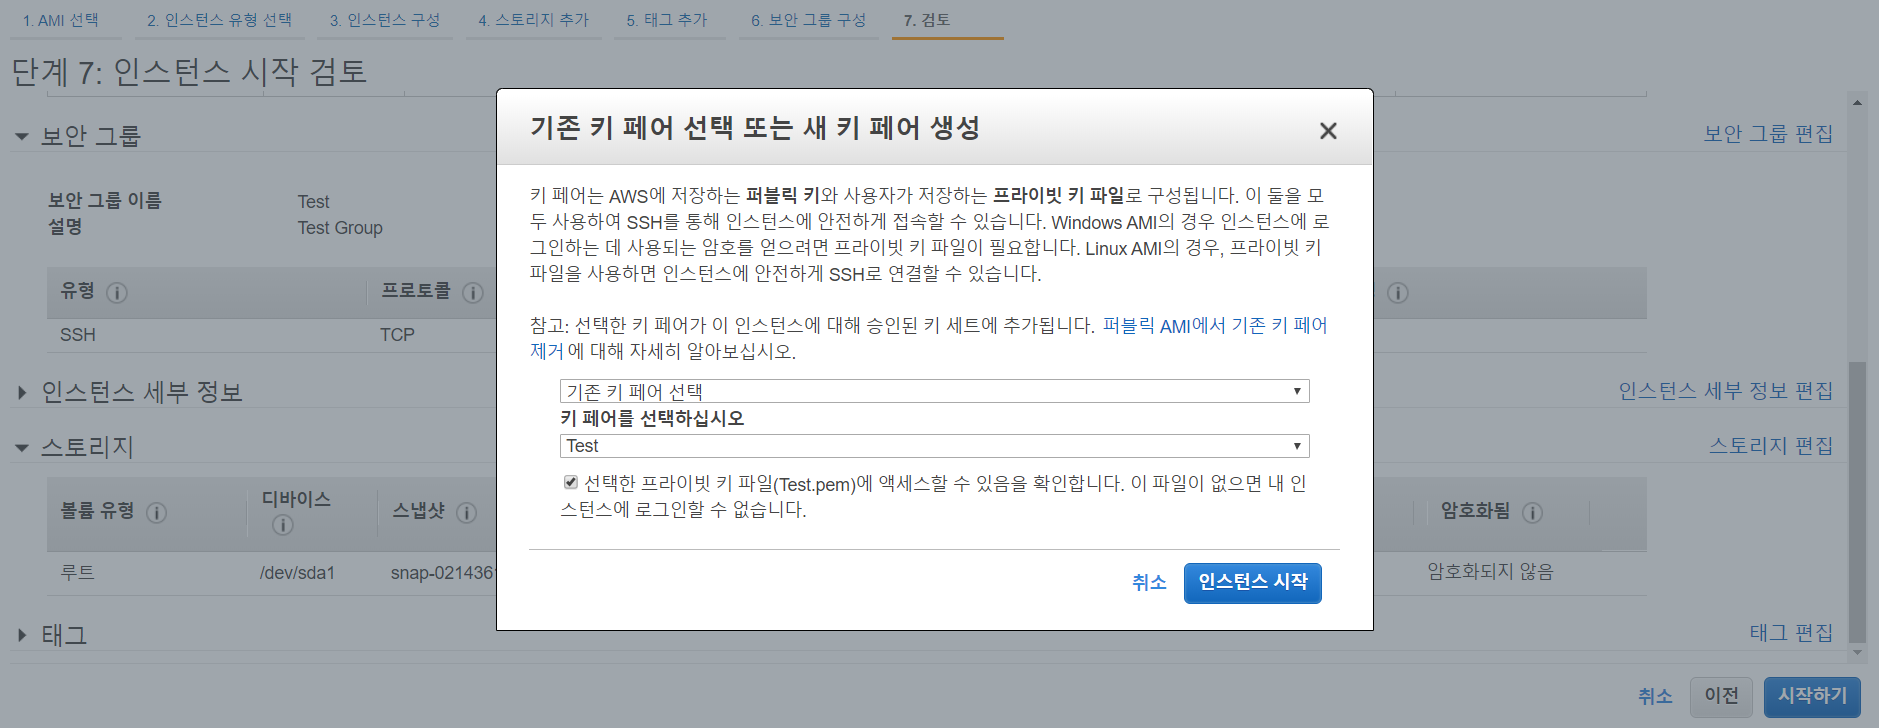 1. AMI 선택
2. 인스턴스 유형 선택
3. 인스턴스 구성
4. 스토리지 추가
5. 태그 추가
6. 보안 그룹 구성
7. 검토
단계 7: 인스턴스 시작 검토
보안 그룹
보안 그룹 편집
보안 그룹 이름
Test
설명
Test Group
유형
프로토콜
SSH
TCP
인스턴스 세부 정보
인스턴스 세부 정보 편집
스토리지
스토리지 편집
볼륨 유형
디바이스
스냅샷
암호화됨
루트
/dev/sda1
snap-021436
암호화되지 않음
태그
태그 편집
취소
이전
시작하기
기존 키 페어 선택 또는 새 키 페어 생성
키 페어는 AWS에 저장하는 퍼블릭 키와 사용자가 저장하는 프라이빗 키 파일로 구성됩니다. 이 둘을 모
두 사용하여 SSH를 통해 인스턴스에 안전하게 접속할 수 있습니다. Windows AMI의 경우 인스턴스에 로
그인하는 데 사용되는 암호를 얻으려면 프라이빗 키 파일이 필요합니다. Linux AMI의 경우, 프라이빗 키
파일을 사용하면 인스턴스에 안전하게 SSH로 연결할 수 있습니다.
참고: 선택한 키 페어가 이 인스턴스에 대해 승인된 키 세트에 추가됩니다. 퍼블릭 AMI에서 기존 키 페어
제거에 대해 자세히 알아보십시오.
기존 키 페어 선택
키 페어를 선택하십시오
Test
선택한 프라이빗 키 파일(Test.pem)에 액세스할 수 있음을 확인합니다. 이 파일이 없으면 내 인
스턴스에 로그인할 수 없습니다.
취소
인스턴스 시작